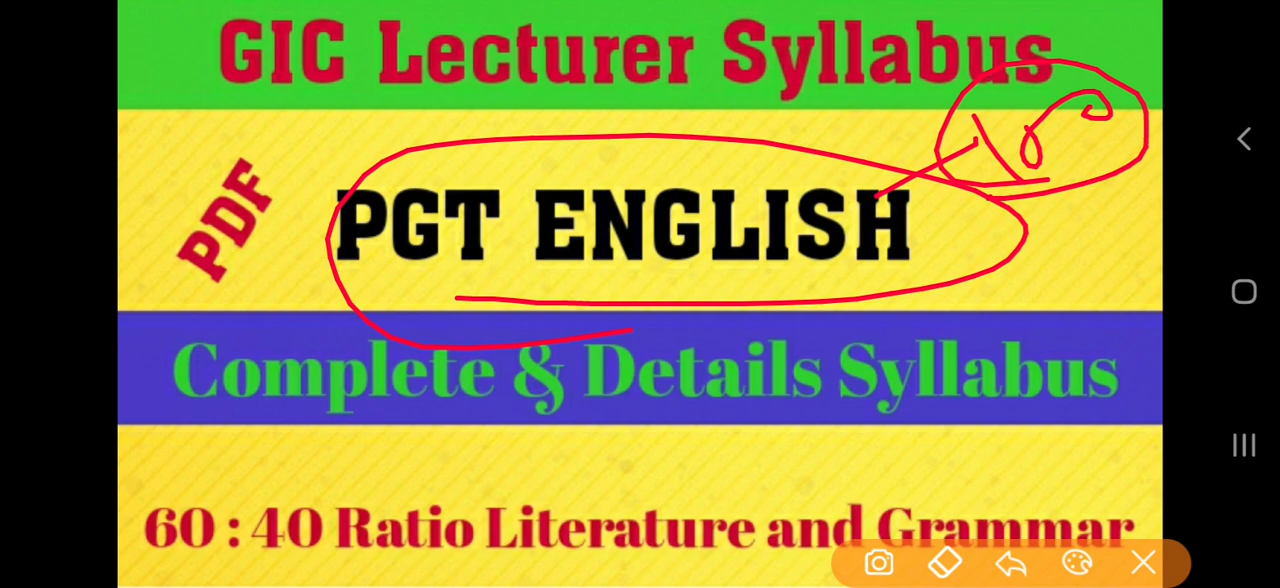 GIC Lecturer Syllabus
PDF
PGT ENGLISH
Complete & Details Syllabus
60 : 40 Ratio Literature and Grammar